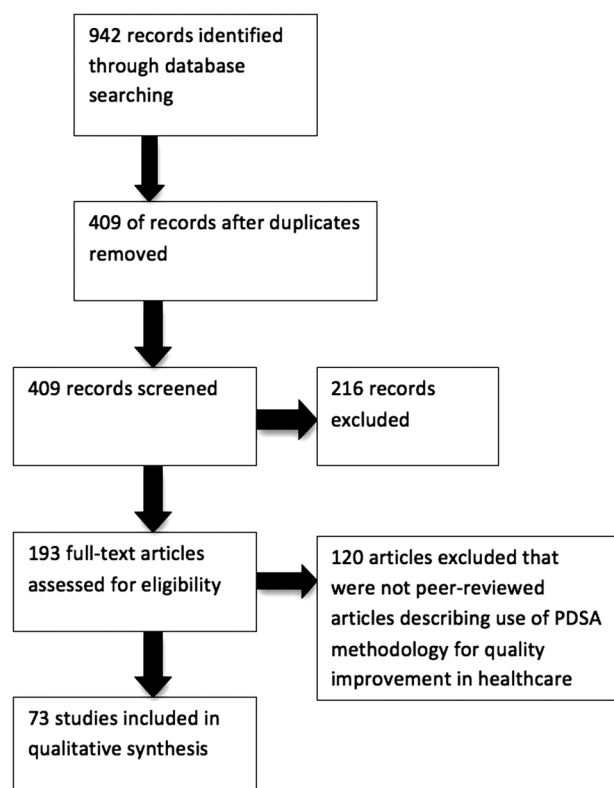 942 records identified
through database
searching
409 of records after duplicates
removed
409 records screened
216 records
excluded
193 full-text articles
assessed for eligibility
120 articles excluded that
were not peer-reviewed
articles describing use of PDSA
methodology for quality
improvement in healthcare
73 studies included in
qualitative synthesis